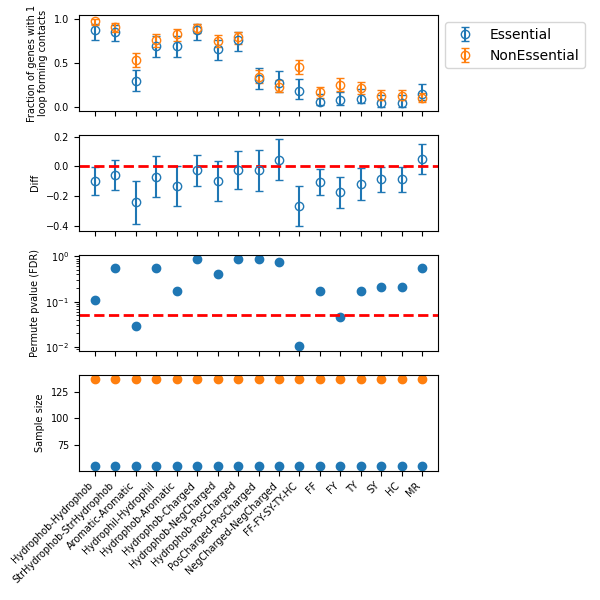 Fraction of genes with 1
loop forming contacts
1.0
0.5
0.0
Essential
NonEssential
Diff
0.2
0.0
−0.2
−0.4
Permute pvalue (FDR)
10⁰
10⁻¹
10⁻²
Sample size
125
100
75
Hydrophob-Hydrophob
StrHydrophob-StrHydrophob
Aromatic-Aromatic
Hydrophil-Hydrophil
Hydrophob-Aromatic
Hydrophob-Charged
Hydrophob-NegCharged
Hydrophob-PosCharged
PosCharged-PosCharged
NegCharged-NegCharged
FF-FY-SY-TY-HC
FF
FY
TY
SY
HC
MR